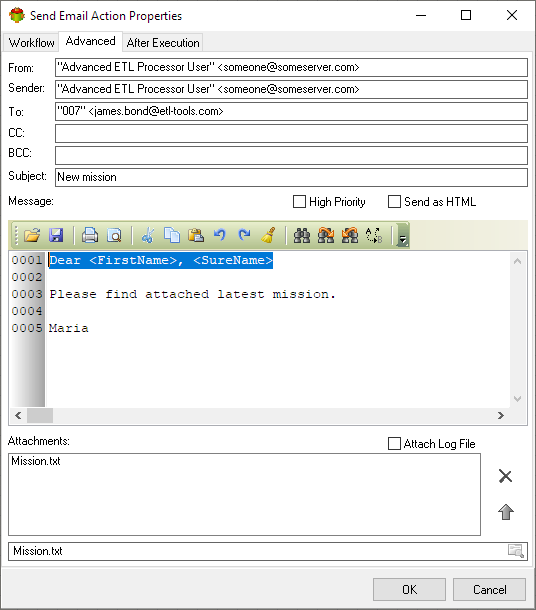 Send Email Action Properties
Workflow Advanced After Execution
From: "Advanced ETL Processor User" <someone@someserver.com>
Sender: "Advanced ETL Processor User" <someone@someserver.com>
To: "007" <james.bond@etl-tools.com>
CC:
BCC:
Subject: New mission
Message: High Priority Send as HTML
0001 Dear <FirstName>, <SureName>
0002
0003 Please find attached latest mission.
0004
0005 Maria
Attachments: Attach Log File
Mission.txt
Mission.txt
OK Cancel